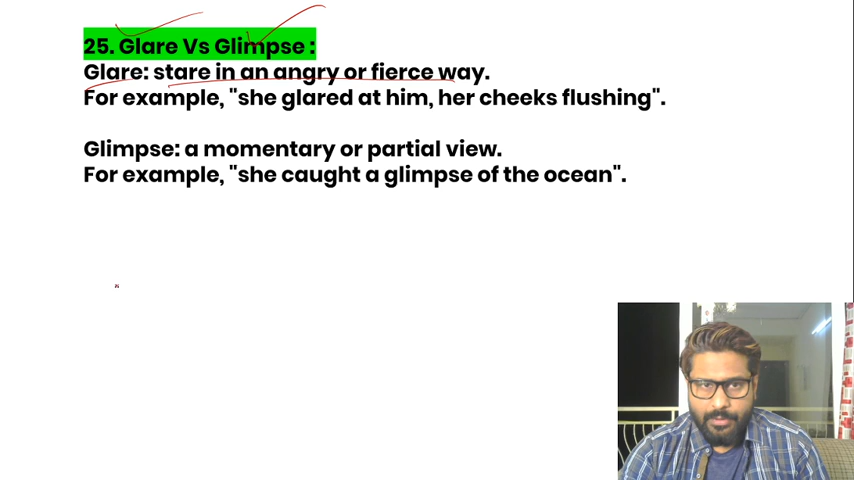 25. Glare Vs Glimpse :
Glare: stare in an angry or fierce way.
For example, "she glared at him, her cheeks flushing".
Glimpse: a momentary or partial view.
For example, "she caught a glimpse of the ocean".